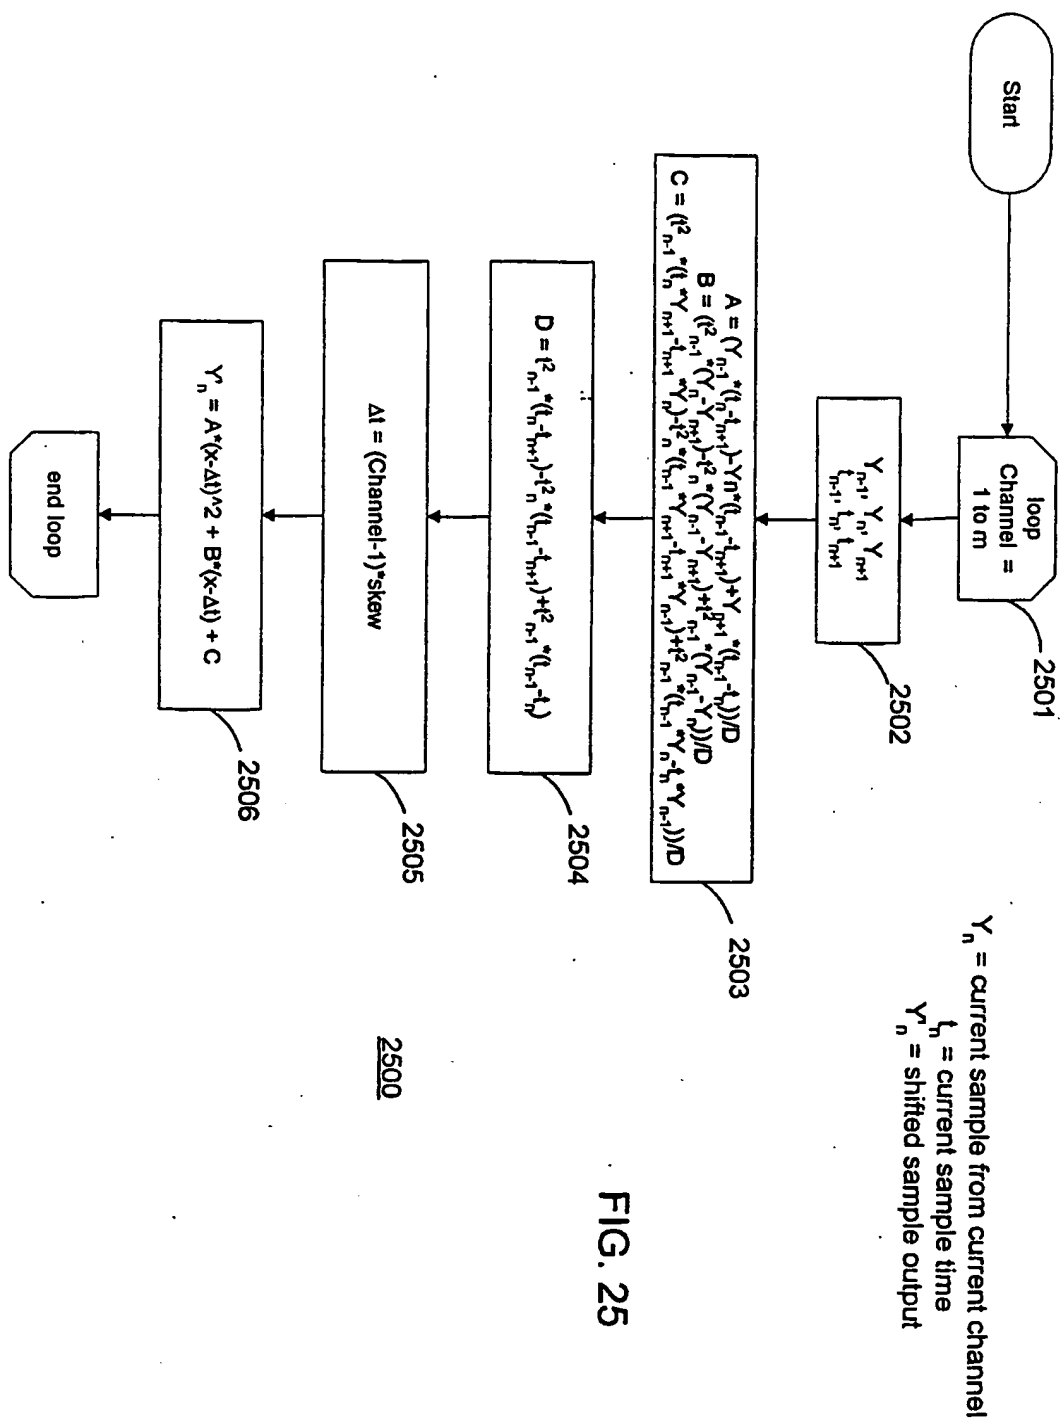 Start
loop
Channel =
1 to m
2501
Yₙ₋₁, Yₙ, Yₙ₊₁
tₙ₋₁, tₙ, tₙ₊₁
2502
A = (Yₙ₋₁*(tₙ-tₙ₊₁)-Yn*(tₙ₋₁-tₙ₊₁)+Yₙ₊₁*(tₙ₋₁-tₙ))/D
B = (t²ₙ₋₁*(Yₙ-Yₙ₊₁)-t²ₙ*(Yₙ₋₁-Yₙ₊₁)+t²ₙ₋₁*(Yₙ₋₁-Yₙ))/D
C = (t²ₙ₋₁*(tₙ*Yₙ₊₁-tₙ₊₁*Yₙ)-t²ₙ*(tₙ₋₁*Yₙ₊₁-tₙ₊₁*Yₙ₋₁)+t²ₙ₋₁*(tₙ₋₁*Yₙ-tₙ*Yₙ₋₁))/D
2503
D = t²ₙ₋₁*(tₙ-tₙ₊₁)-t²ₙ*(tₙ₋₁-tₙ₊₁)+t²ₙ₋₁*(tₙ₋₁-tₙ)
2504
Δt = (Channel-1)*skew
2505
Y'ₙ = A*(x-Δt)^2 + B*(x-Δt) + C
2506
end loop
Yₙ = current sample from current channel
tₙ = current sample time
Y'ₙ = shifted sample output
2500
FIG. 25